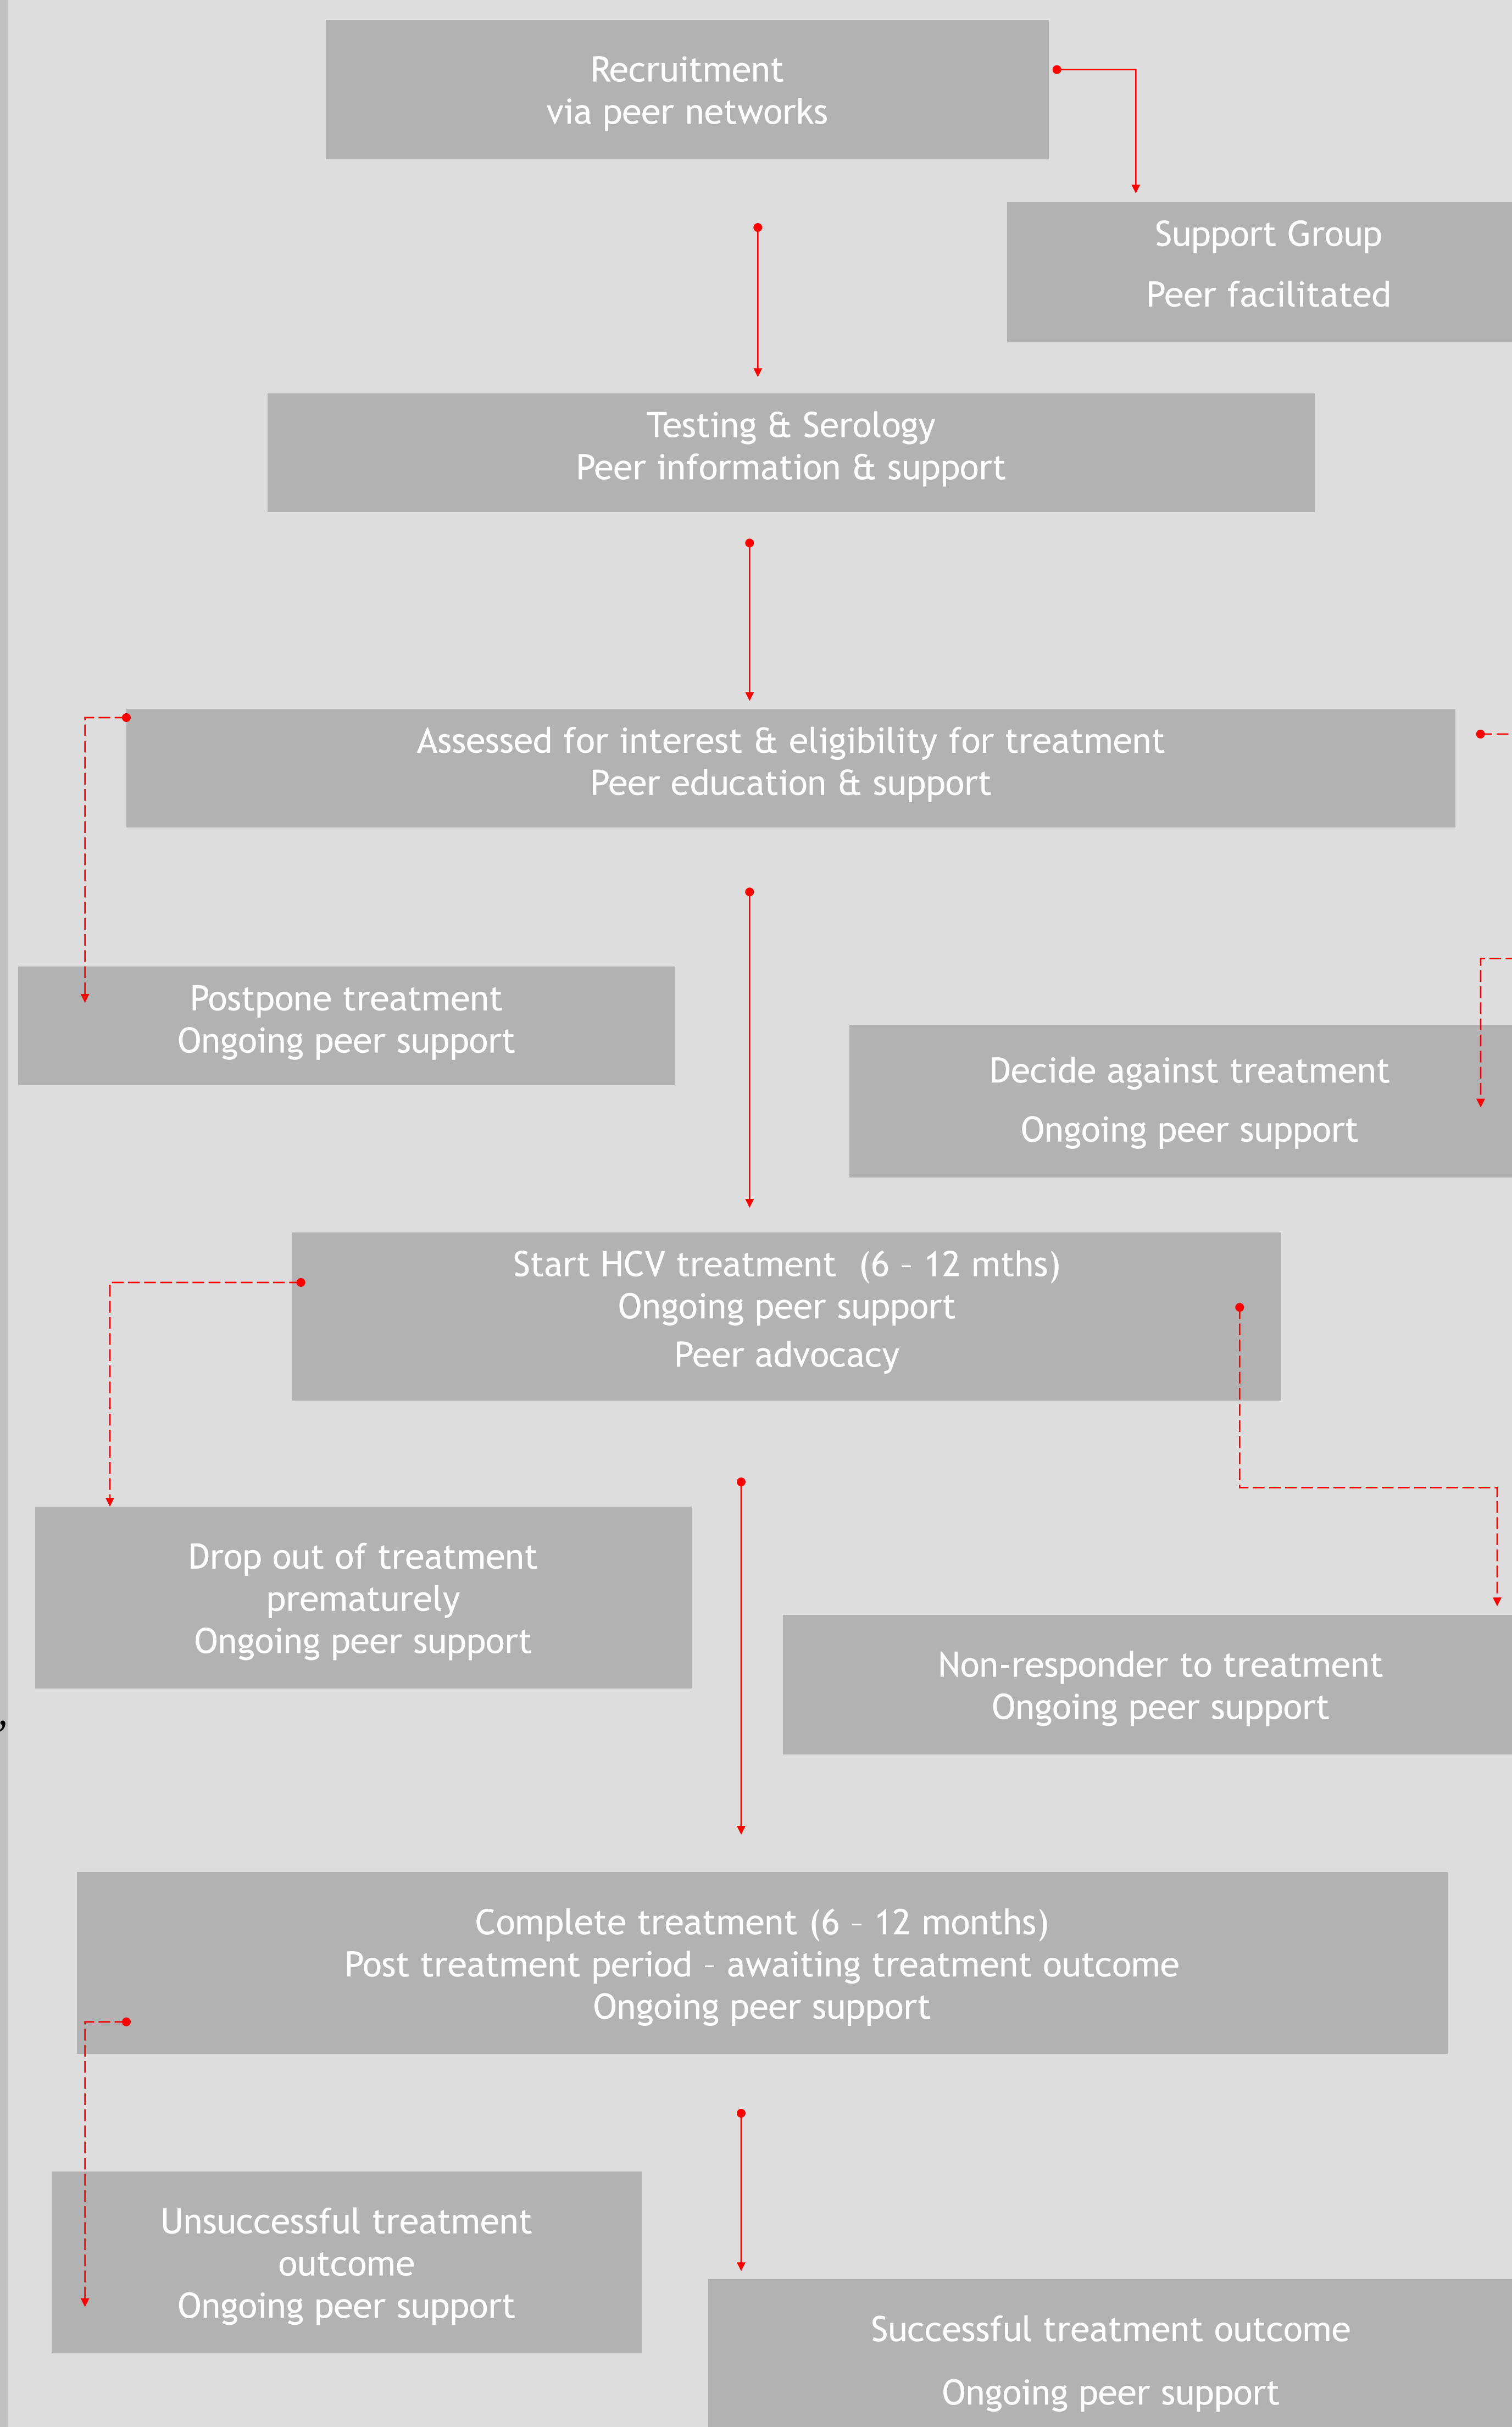 Recruitment
via peer networks
Support Group
Peer facilitated
Testing & Serology
Peer information & support
Assessed for interest & eligibility for treatment
Peer education & support
Postpone treatment
Ongoing peer support
Decide against treatment
Ongoing peer support
Start HCV treatment (6 – 12 mths)
Ongoing peer support
Peer advocacy
Drop out of treatment
prematurely
Ongoing peer support
Non-responder to treatment
Ongoing peer support
,
Complete treatment (6 – 12 months)
Post treatment period – awaiting treatment outcome
Ongoing peer support
Unsuccessful treatment
outcome
Ongoing peer support
Successful treatment outcome
Ongoing peer support